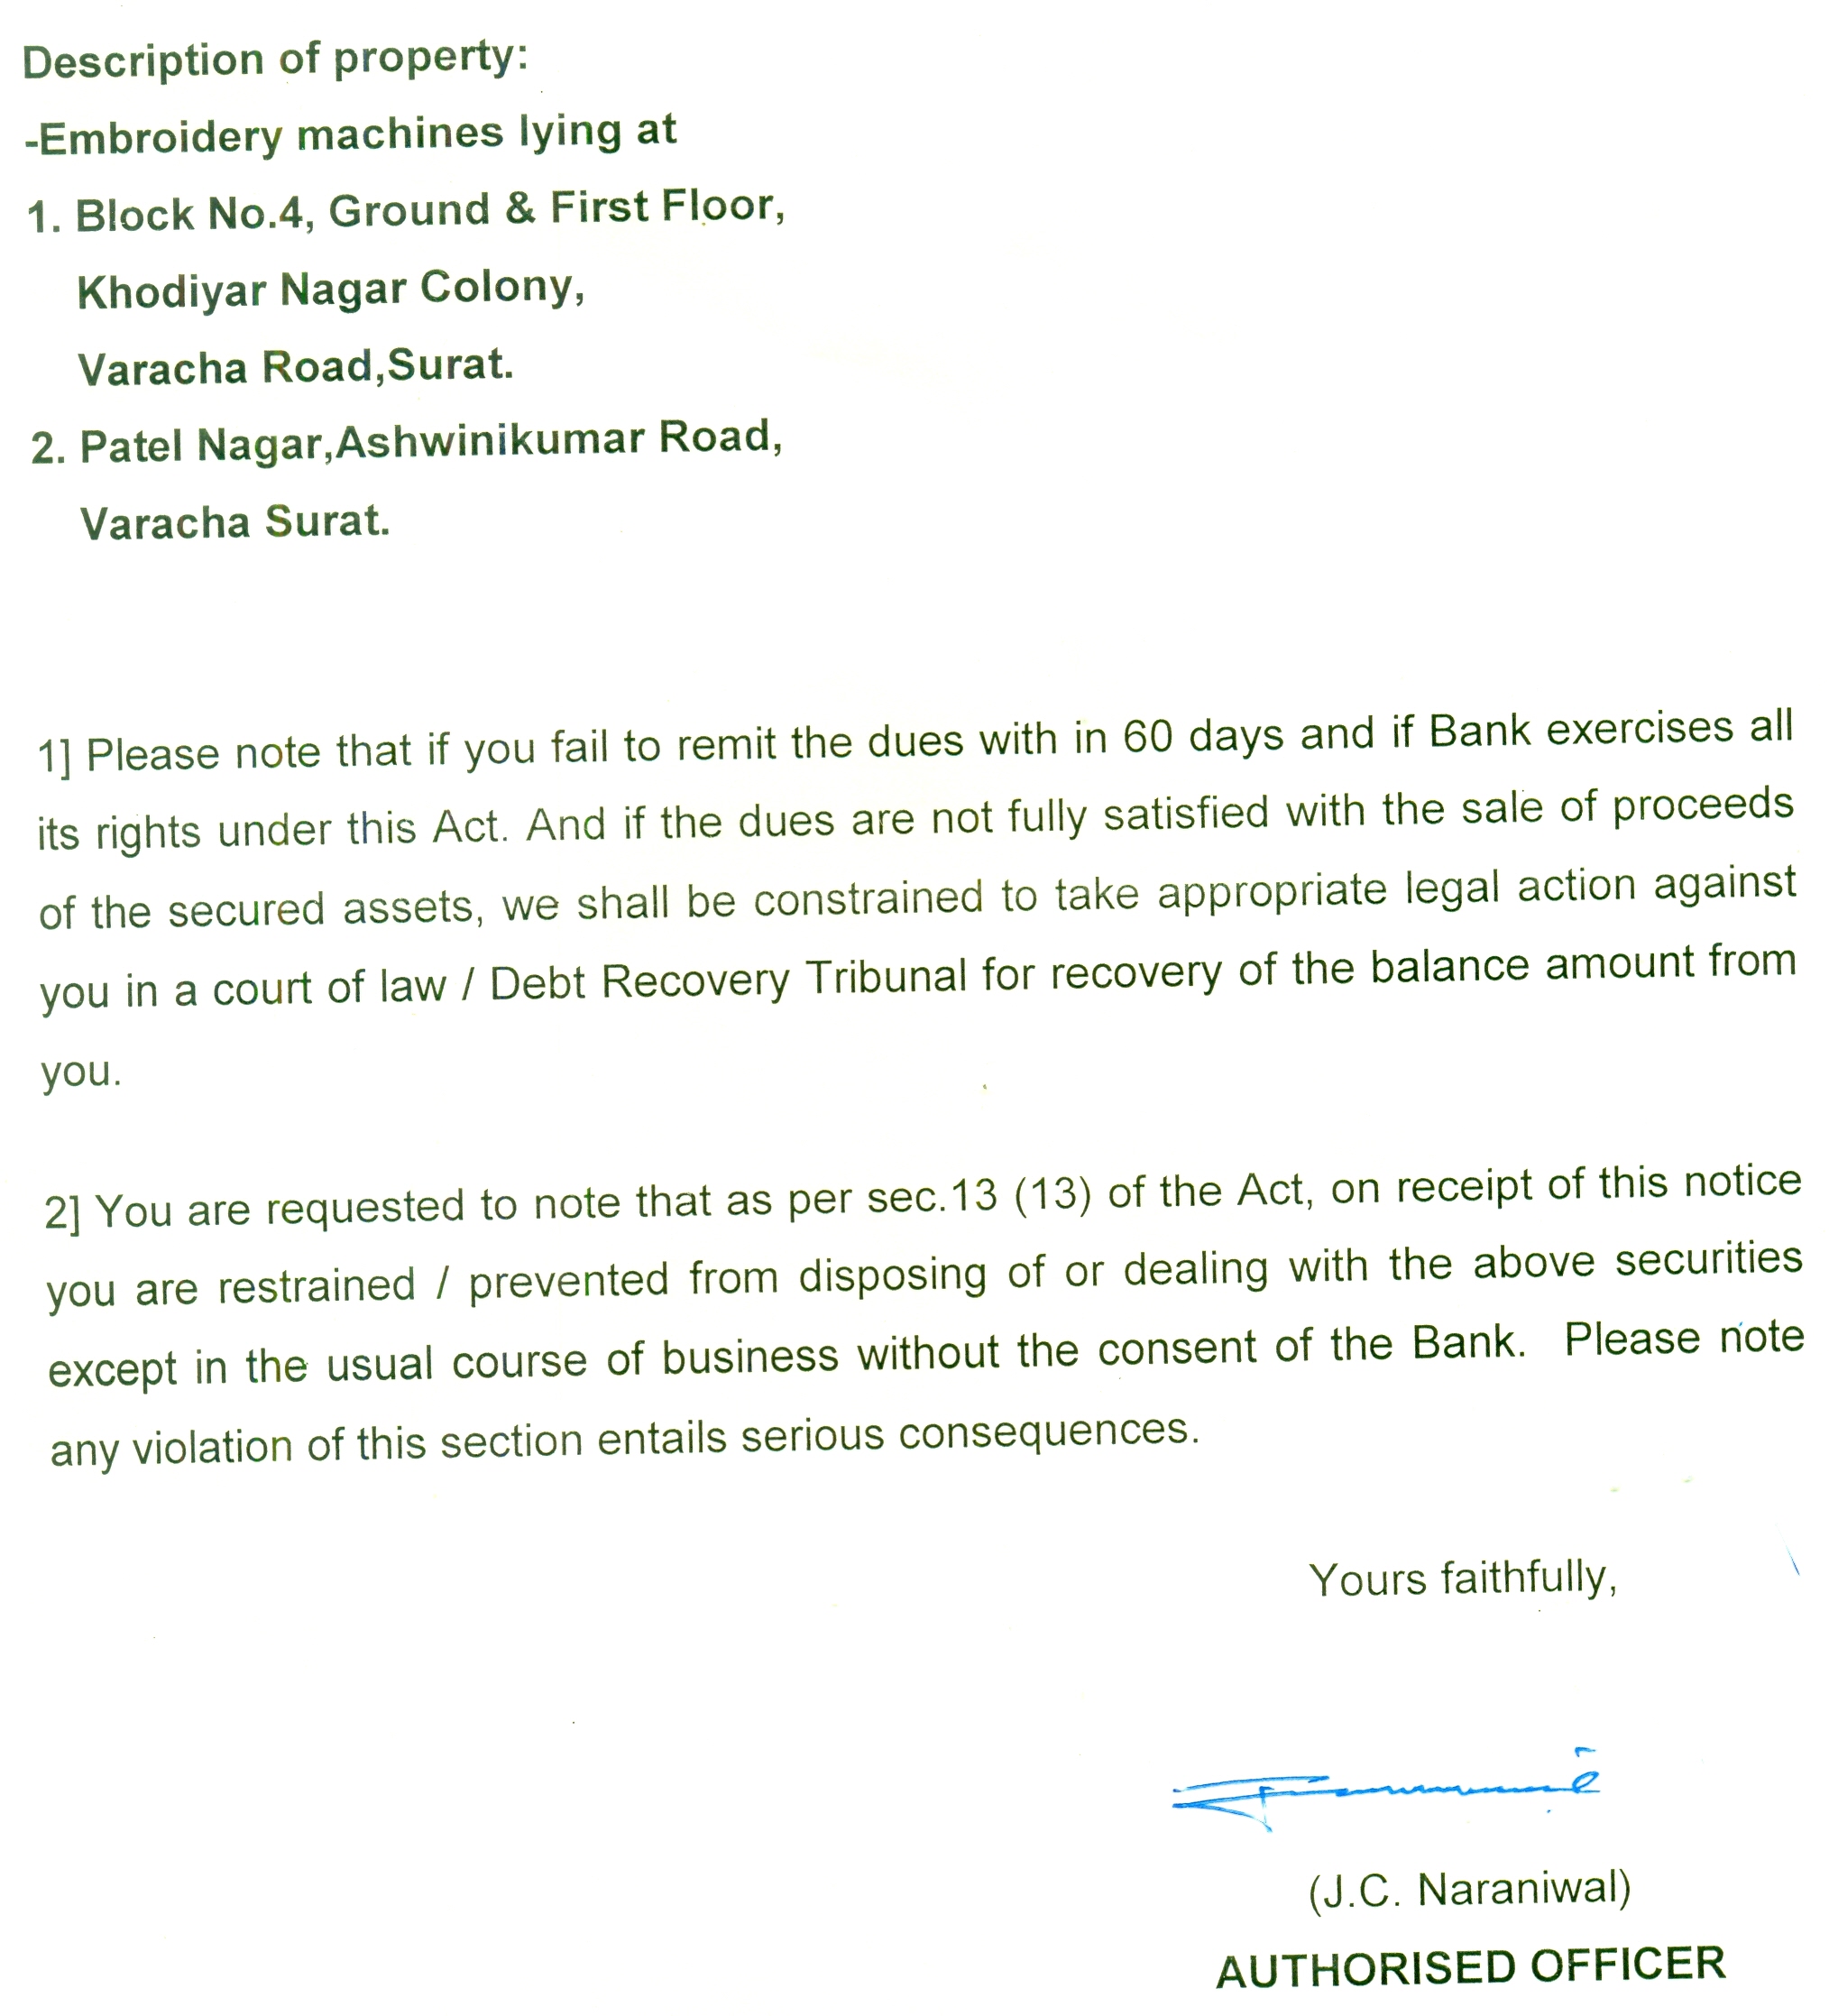 Description of property:
-Embroidery machines lying at
1. Block No.4, Ground & First Floor,
Khodiyar Nagar Colony,
Varacha Road,Surat.
2. Patel Nagar,Ashwinikumar Road,
Varacha Surat.
1] Please note that if you fail to remit the dues with in 60 days and if Bank exercises all
its rights under this Act. And if the dues are not fully satisfied with the sale of proceeds
of the secured assets, we shall be constrained to take appropriate legal action against
you in a court of law / Debt Recovery Tribunal for recovery of the balance amount from
you.
2] You are requested to note that as per sec.13 (13) of the Act, on receipt of this notice
you are restrained / prevented from disposing of or dealing with the above securities
except in the usual course of business without the consent of the Bank. Please note
any violation of this section entails serious consequences.
Yours faithfully,
(J.C. Naraniwal)
AUTHORISED OFFICER